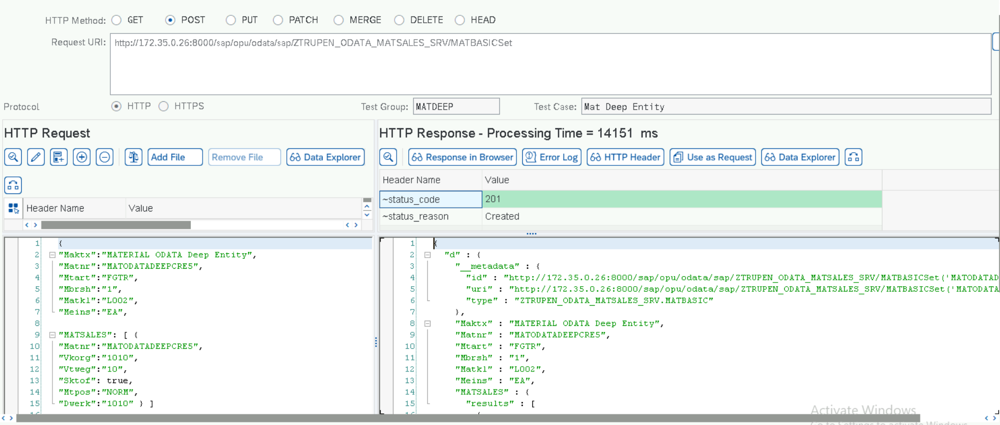 HTTP Method: GET POST PUT PATCH MERGE DELETE HEAD
Request URI: http://172.35.0.26:8000/sap/opu/odata/sap/ZTRUPEN_ODATA_MATSALES_SRV/MATBASICSet
Protocol HTTP HTTPS Test Group: MATDEEP Test Case: Mat Deep Entity
HTTP Request
Add File Remove File Data Explorer
Header Name Value
1 {
2 "Maktx":"MATERIAL ODATA Deep Entity",
3 "Matnr":"MATODATADEEPCRE5",
4 "Mtart":"FGTR",
5 "Mbrsh":"1",
6 "Matkl":"L002",
7 "Meins":"EA",
8
9 "MATSALES": [ {
10 "Matnr":"MATODATADEEPCRE5",
11 "Vkorg":"1010",
12 "Vtweg":"10",
13 "Sktof": true,
14 "Mtpos":"NORM",
15 "Dwerk":"1010" } ]
16
HTTP Response - Processing Time = 14151 ms
Response in Browser Error Log HTTP Header Use as Request Data Explorer
Header Name Value
~status_code 201
~status_reason Created
1 {
2 "d" : {
3 "__metadata" : {
4 "id" : "http://172.35.0.26:8000/sap/opu/odata/sap/ZTRUPEN_ODATA_MATSALES_SRV/MATBASICSet('MATODATAD
5 "uri" : "http://172.35.0.26:8000/sap/opu/odata/sap/ZTRUPEN_ODATA_MATSALES_SRV/MATBASICSet('MATODATA
6 "type" : "ZTRUPEN_ODATA_MATSALES_SRV.MATBASIC"
7 },
8 "Maktx" : "MATERIAL ODATA Deep Entity",
9 "Matnr" : "MATODATADEEPCRE5",
10 "Mtart" : "FGTR",
11 "Mbrsh" : "1",
12 "Matkl" : "L002",
13 "Meins" : "EA",
14 "MATSALES" : {
15 "results" : [
16 {
Activate Windows
Go to Settings to activate Windows.